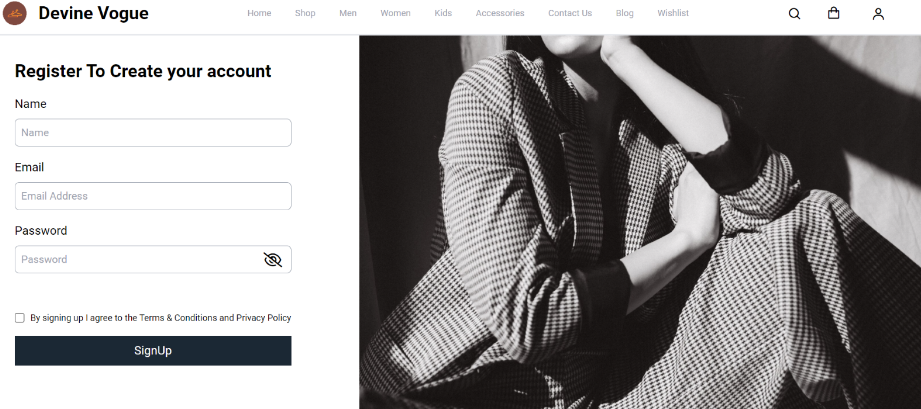 Devine Vogue Home Shop Men Women Kids Accessories Contact Us Blog Wishlist
Register To Create your account
Name
Name
Email
Email Address
Password
Password
By signing up I agree to the Terms & Conditions and Privacy Policy
SignUp